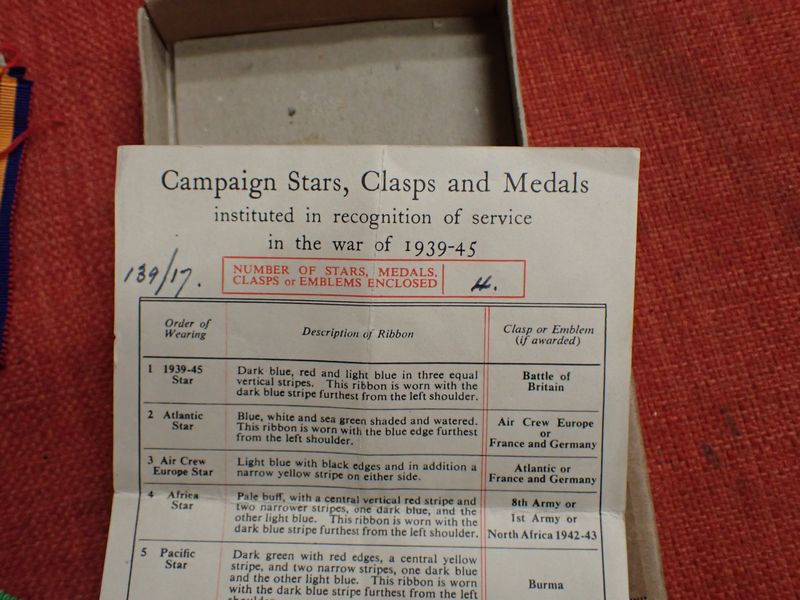 Campaign Stars, Clasps and Medals
instituted in recognition of service
in the war of 1939-45
139/17.
NUMBER OF STARS, MEDALS,
CLASPS or EMBLEMS ENCLOSED
4.
Order of
Wearing
Description of Ribbon
Clasp or Emblem
(if awarded)
1 1939-45
Star
Dark blue, red and light blue in three equal
vertical stripes. This ribbon is worn with the
dark blue stripe furthest from the left shoulder.
Battle of
Britain
2 Atlantic
Star
Blue, white and sea green shaded and watered.
This ribbon is worn with the blue edge furthest
from the left shoulder.
Air Crew Europe
or
France and Germany
3 Air Crew
Europe Star
Light blue with black edges and in addition a
narrow yellow stripe on either side.
Atlantic or
France and Germany
4 Africa
Star
Pale buff, with a central vertical red stripe and
two narrower stripes, one dark blue, and the
other light blue. This ribbon is worn with the
dark blue stripe furthest from the left shoulder.
8th Army or
1st Army or
North Africa 1942-43
5 Pacific
Star
Dark green with red edges, a central yellow
stripe, and two narrow stripes, one dark blue
and the other light blue. This ribbon is worn
with the dark blue stripe furthest from the left
Burma